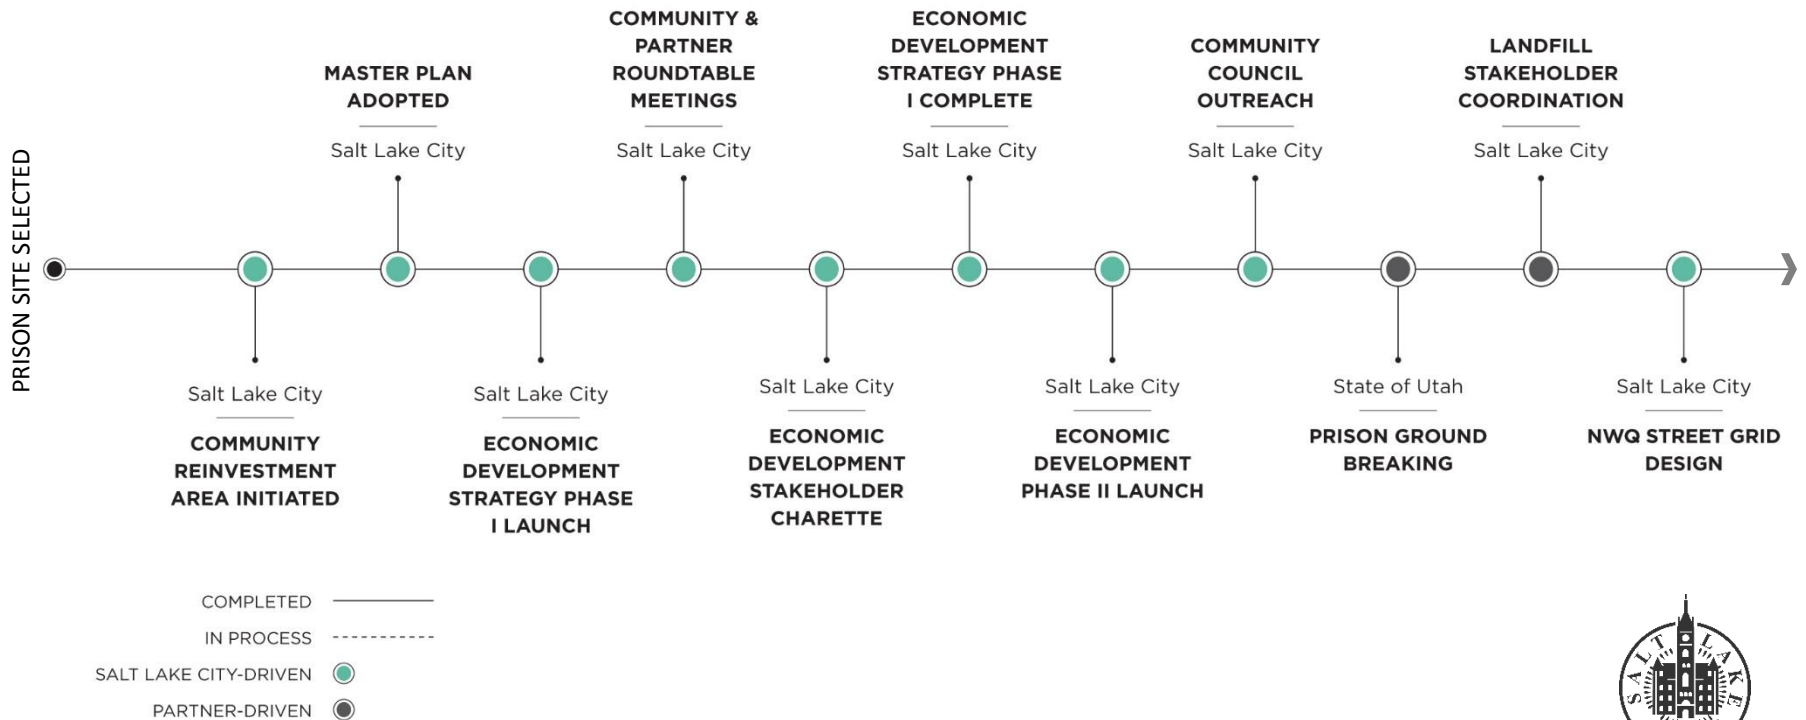 PRISON SITE SELECTED
MASTER PLAN
ADOPTED
Salt Lake City
COMMUNITY &
PARTNER
ROUNDTABLE
MEETINGS
Salt Lake City
ECONOMIC
DEVELOPMENT
STRATEGY PHASE
I COMPLETE
Salt Lake City
COMMUNITY
COUNCIL
OUTREACH
Salt Lake City
LANDFILL
STAKEHOLDER
COORDINATION
Salt Lake City
Salt Lake City
COMMUNITY
REINVESTMENT
AREA INITIATED
Salt Lake City
ECONOMIC
DEVELOPMENT
STRATEGY PHASE
I LAUNCH
Salt Lake City
ECONOMIC
DEVELOPMENT
STAKEHOLDER
CHARETTE
Salt Lake City
ECONOMIC
DEVELOPMENT
PHASE II LAUNCH
State of Utah
PRISON GROUND
BREAKING
Salt Lake City
NWQ STREET GRID
DESIGN
COMPLETED
IN PROCESS
SALT LAKE CITY-DRIVEN
PARTNER-DRIVEN
SALT LAKE